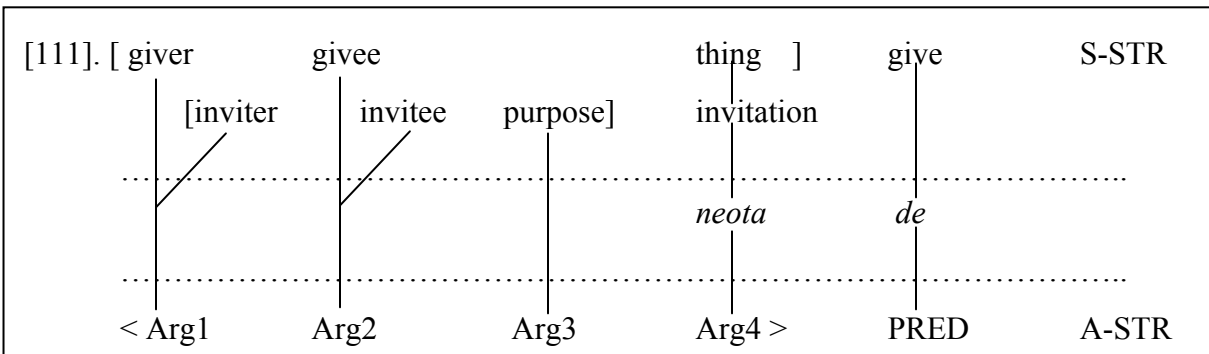 [111]. [ giver givee thing ] give S-STR
[inviter invitee purpose] invitation
neota de
< Arg1 Arg2 Arg3 Arg4 > PRED A-STR